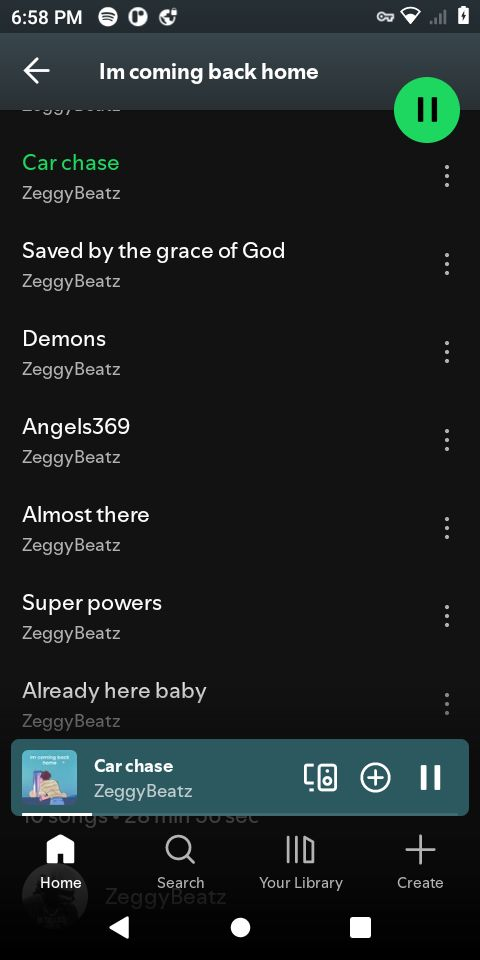 6:58 PM
Im coming back home
ZeggyBeatz
Car chase
ZeggyBeatz
Saved by the grace of God
ZeggyBeatz
Demons
ZeggyBeatz
Angels369
ZeggyBeatz
Almost there
ZeggyBeatz
Super powers
ZeggyBeatz
Already here baby
ZeggyBeatz
im coming back
home
Car chase
ZeggyBeatz
10 songs • 28 min 56 sec
Home
Search
Your Library
Create
ZeggyBeatz